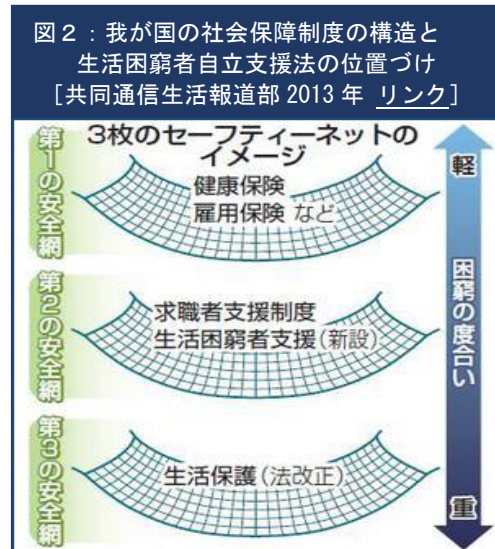 図２：我が国の社会保障制度の構造と
生活困窮者自立支援法の位置づけ
［共同通信生活報道部 2013 年 リンク］
3枚のセーフティーネットの
イメージ
第1の安全網
健康保険
雇用保険 など
第2の安全網
求職者支援制度
生活困窮者支援(新設)
第3の安全網
生活保護(法改正)
軽
困窮の度合い
重